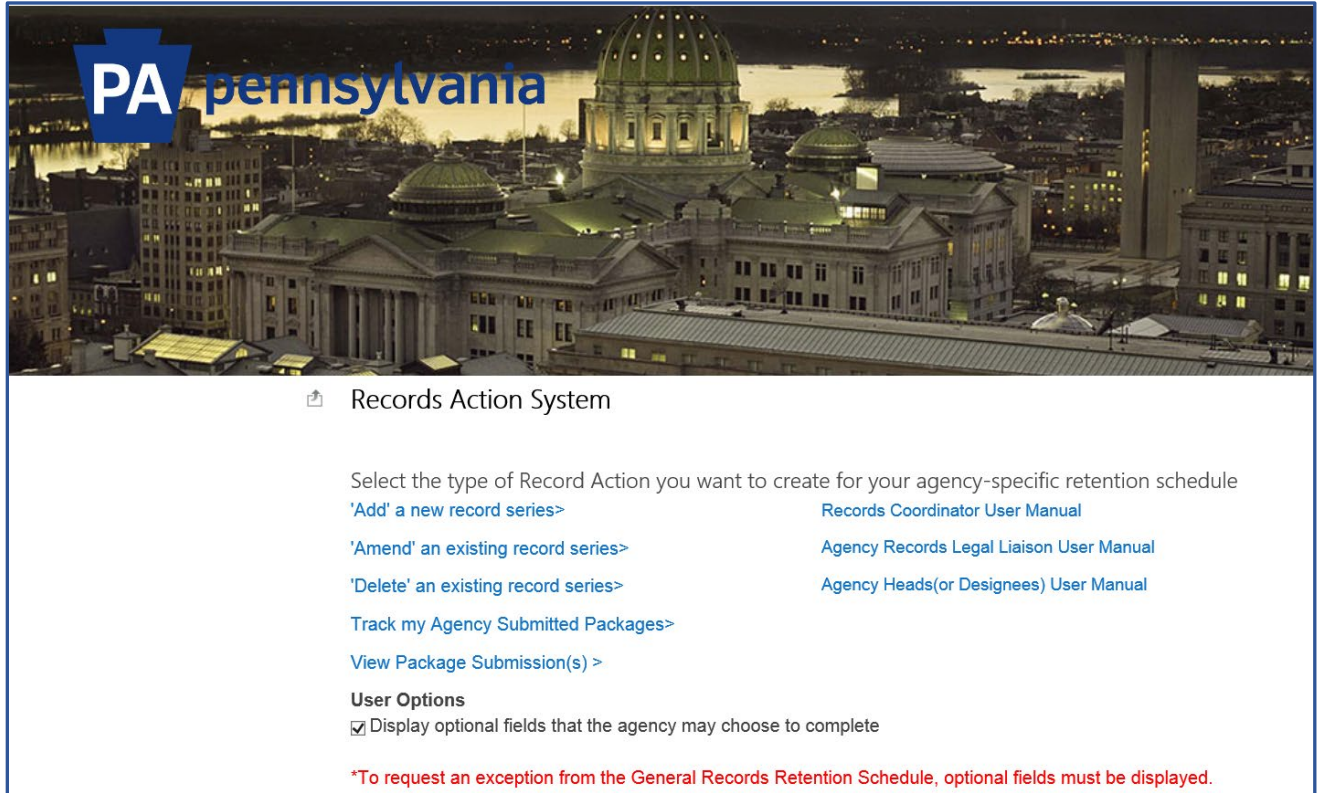 PA pennsylvania
Records Action System
Select the type of Record Action you want to create for your agency-specific retention schedule
'Add' a new record series>
'Amend' an existing record series>
'Delete' an existing record series>
Track my Agency Submitted Packages>
View Package Submission(s) >
Records Coordinator User Manual
Agency Records Legal Liaison User Manual
Agency Heads(or Designees) User Manual
User Options
Display optional fields that the agency may choose to complete
*To request an exception from the General Records Retention Schedule, optional fields must be displayed.